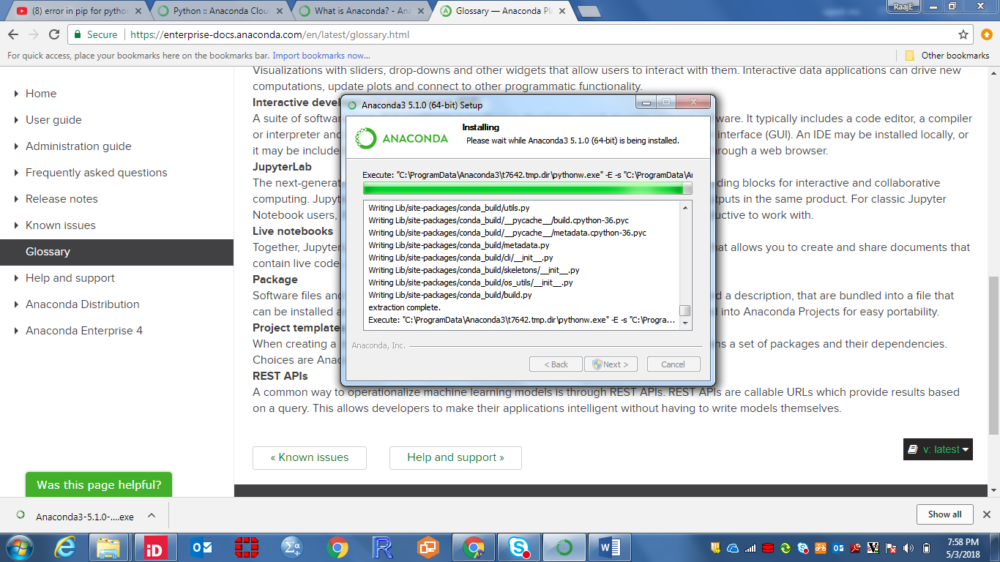 (8) error in pip for pytho
Python :: Anaconda Clou
What is Anaconda? - Ana
Glossary — Anaconda Pl
RaajE
Secure
https://enterprise-docs.anaconda.com/en/latest/glossary.html
For quick access, place your bookmarks here on the bookmarks bar. Import bookmarks now...
Other bookmarks
Home
User guide
Administration guide
Frequently asked questions
Release notes
Known issues
Glossary
Help and support
Anaconda Distribution
Anaconda Enterprise 4
Visualizations with sliders, drop-downs and other widgets that allow users to interact with them. Interactive data applications can drive new
computations, update plots and connect to other programmatic functionality.
Interactive devel
A suite of softwar ware. It typically includes a code editor, a compiler
or interpreter and interface (GUI). An IDE may be installed locally, or
it may be include rough a web browser.
JupyterLab
The next-generat ding blocks for interactive and collaborative
computing. Jupyt tputs in the same product. For classic Jupyter
Notebook users, uctive to work with.
Live notebooks
Together, Jupyter hat allows you to create and share documents that
contain live code
Package
Software files and d a description, that are bundled into a file that
can be installed a d into Anaconda Projects for easy portability.
Project template
When creating a ns a set of packages and their dependencies.
Choices are Anac
REST APIs
A common way to operationalize machine learning models is through REST APIs. REST APIs are callable URLs which provide results based
on a query. This allows developers to make their applications intelligent without having to write models themselves.
« Known issues
Help and support »
v: latest
Was this page helpful?
Anaconda3 5.1.0 (64-bit) Setup
ANACONDA
Installing
Please wait while Anaconda3 5.1.0 (64-bit) is being installed.
Execute: "C:\ProgramData\Anaconda3\t7642.tmp.dir\pythonw.exe" -E -s "C:\ProgramData\A
Writing Lib/site-packages/conda_build/utils.py
Writing Lib/site-packages/conda_build/__pycache__/build.cpython-36.pyc
Writing Lib/site-packages/conda_build/__pycache__/metadata.cpython-36.pyc
Writing Lib/site-packages/conda_build/metadata.py
Writing Lib/site-packages/conda_build/cli/__init__.py
Writing Lib/site-packages/conda_build/skeletons/__init__.py
Writing Lib/site-packages/conda_build/os_utils/__init__.py
Writing Lib/site-packages/conda_build/build.py
extraction complete.
Execute: "C:\ProgramData\Anaconda3\t7642.tmp.dir\pythonw.exe" -E -s "C:\Progra...
Anaconda, Inc.
< Back
Next >
Cancel
Anaconda3-5.1.0-....exe
Show all
7:58 PM
5/3/2018